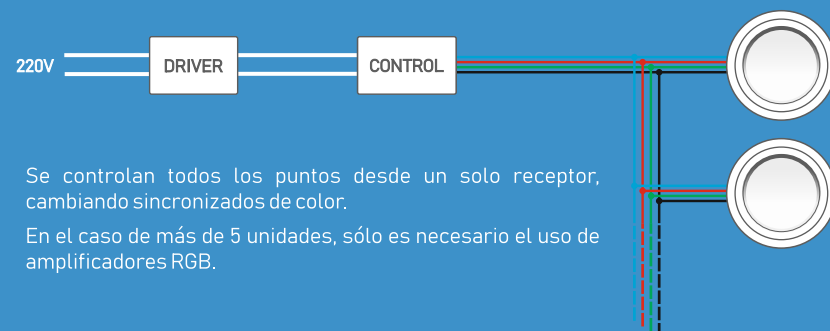 220V DRIVER CONTROL
Se controlan todos los puntos desde un solo receptor,
cambiando sincronizados de color.
En el caso de más de 5 unidades, sólo es necesario el uso de
amplificadores RGB.